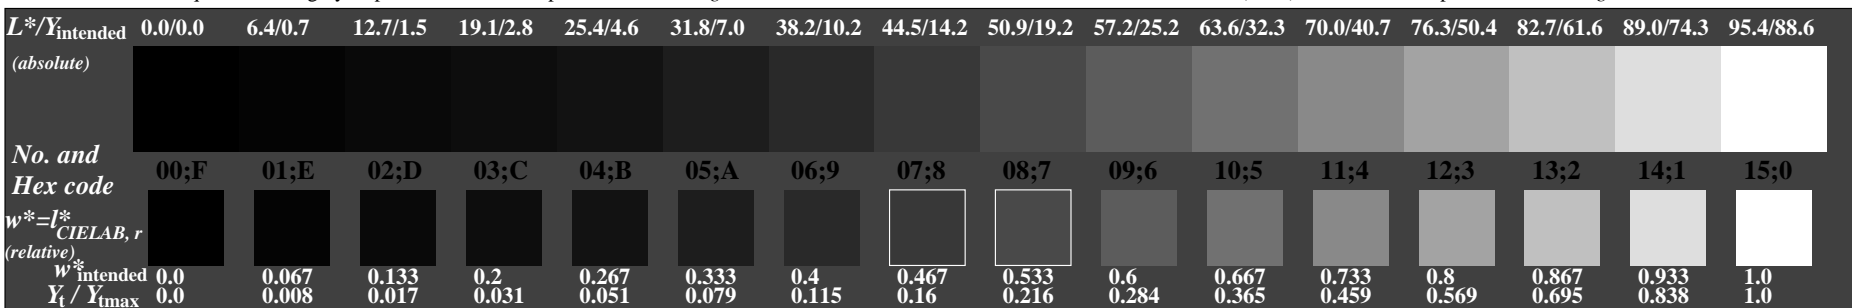 L*/Yintended 0.0/0.0 6.4/0.7 12.7/1.5 19.1/2.8 25.4/4.6 31.8/7.0 38.2/10.2 44.5/14.2 50.9/19.2 57.2/25.2 63.6/32.3 70.0/40.7 76.3/50.4 82.7/61.6 89.0/74.3 95.4/88.6
(absolute)
No. and
Hex code
00;F 01;E 02;D 03;C 04;B 05;A 06;9 07;8 08;7 09;6 10;5 11;4 12;3 13;2 14;1 15;0
w*=l*CIELAB, r
(relative)
w*intended 0.0 0.067 0.133 0.2 0.267 0.333 0.4 0.467 0.533 0.6 0.667 0.733 0.8 0.867 0.933 1.0
Yt / Ytmax 0.0 0.008 0.017 0.031 0.051 0.079 0.115 0.16 0.216 0.284 0.365 0.459 0.569 0.695 0.838 1.0